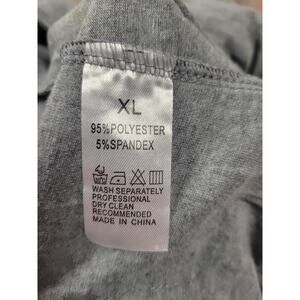 XL
95%POLYESTER
5%SPANDEX
WASH SEPARATELY
PROFESSIONAL
DRY CLEAN
RECOMMENDED
MADE IN CHINA